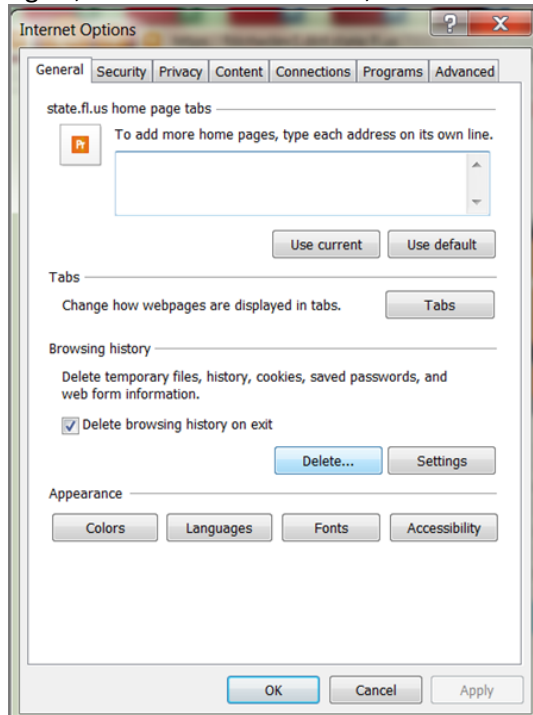 Internet Options
?
X
General Security Privacy Content Connections Programs Advanced
state.fl.us home page tabs
Pr
To add more home pages, type each address on its own line.
Use current Use default
Tabs
Change how webpages are displayed in tabs. Tabs
Browsing history
Delete temporary files, history, cookies, saved passwords, and
web form information.
Delete browsing history on exit
Delete... Settings
Appearance
Colors Languages Fonts Accessibility
OK Cancel Apply